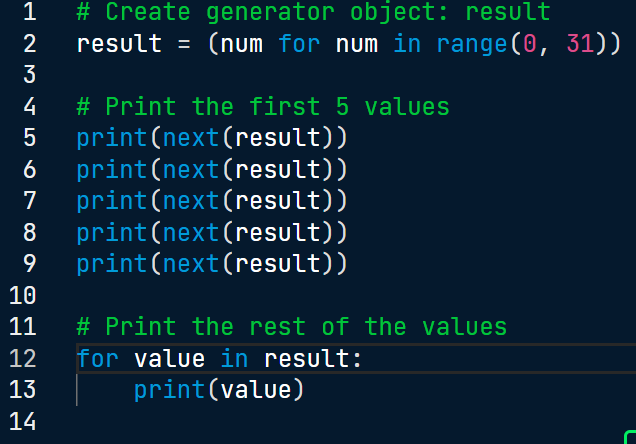 1 # Create generator object: result
2 result = (num for num in range(0, 31))
3
4 # Print the first 5 values
5 print(next(result))
6 print(next(result))
7 print(next(result))
8 print(next(result))
9 print(next(result))
10
11 # Print the rest of the values
12 for value in result:
13     print(value)
14